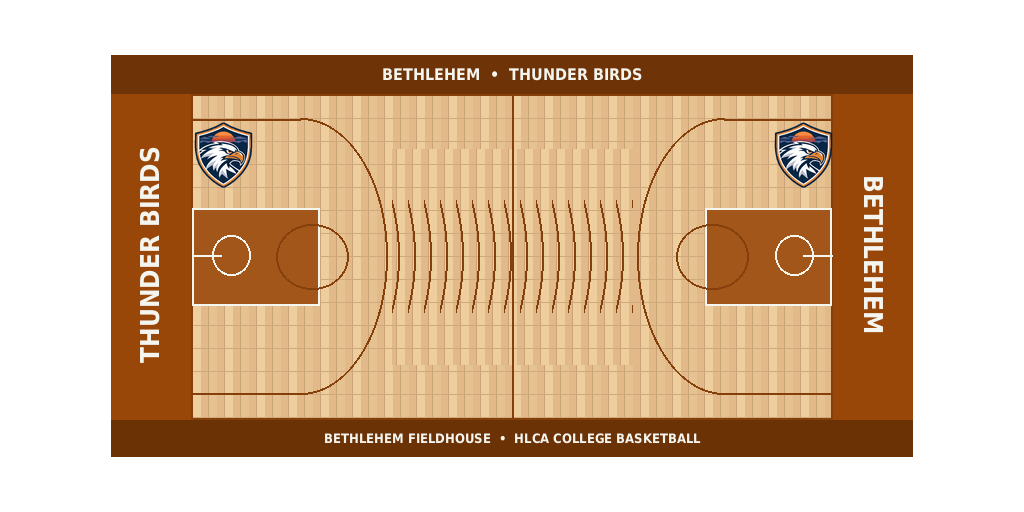 BETHLEHEM • THUNDER BIRDS
THUNDER BIRDS
BETHLEHEM
BETHLEHEM FIELDHOUSE • HLCA COLLEGE BASKETBALL